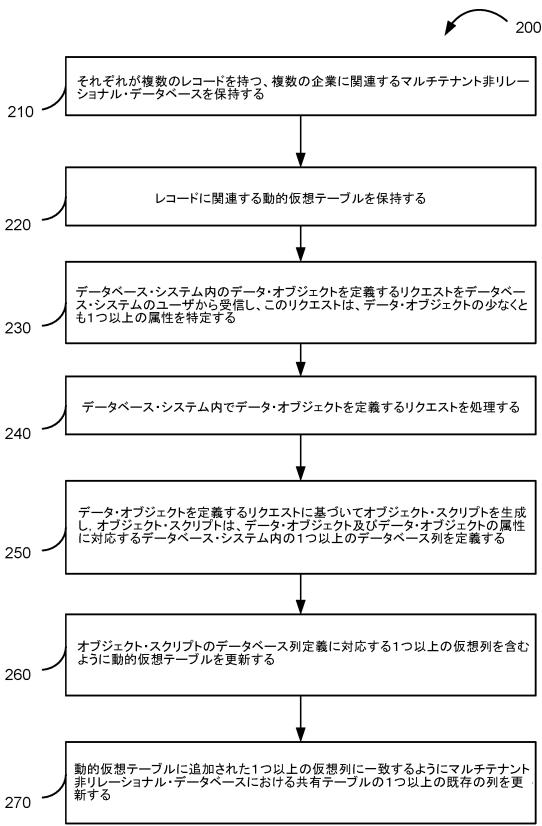 200
それぞれが複数のレコードを持つ、複数の企業に関連するマルチテナント非リレー
ショナル・データベースを保持する
210
レコードに関連する動的仮想テーブルを保持する
220
データベース・システム内のデータ・オブジェクトを定義するリクエストをデータベー
ス・システムのユーザから受信し、このリクエストは、データ・オブジェクトの少なくと
も1つ以上の属性を特定する
230
データベース・システム内でデータ・オブジェクトを定義するリクエストを処理する
240
データ・オブジェクトを定義するリクエストに基づいてオブジェクト・スクリプトを生成
し，オブジェクト・スクリプトは、データ・オブジェクト及びデータ・オブジェクトの属性
に対応するデータベース・システム内の1つ以上のデータベース列を定義する
250
オブジェクト・スクリプトのデータベース列定義に対応する1つ以上の仮想列を含む
ように動的仮想テーブルを更新する
260
動的仮想テーブルに追加された1つ以上の仮想列に一致するようにマルチテナント
非リレーショナル・データベースにおける共有テーブルの1つ以上の既存の列を更
新する
270